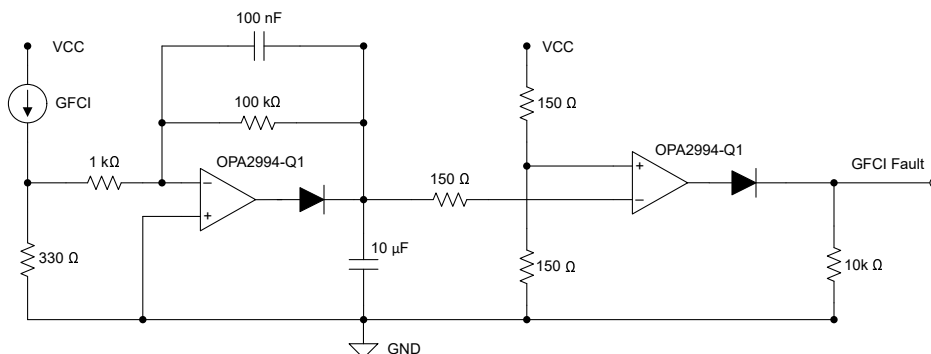 100 nF
VCC
VCC
GFCI
100 kΩ
150 Ω
OPA2994-Q1
OPA2994-Q1
1 kΩ
GFCI Fault
−
+
150 Ω
+
−
330 Ω
10 µF
150 Ω
10k Ω
GND